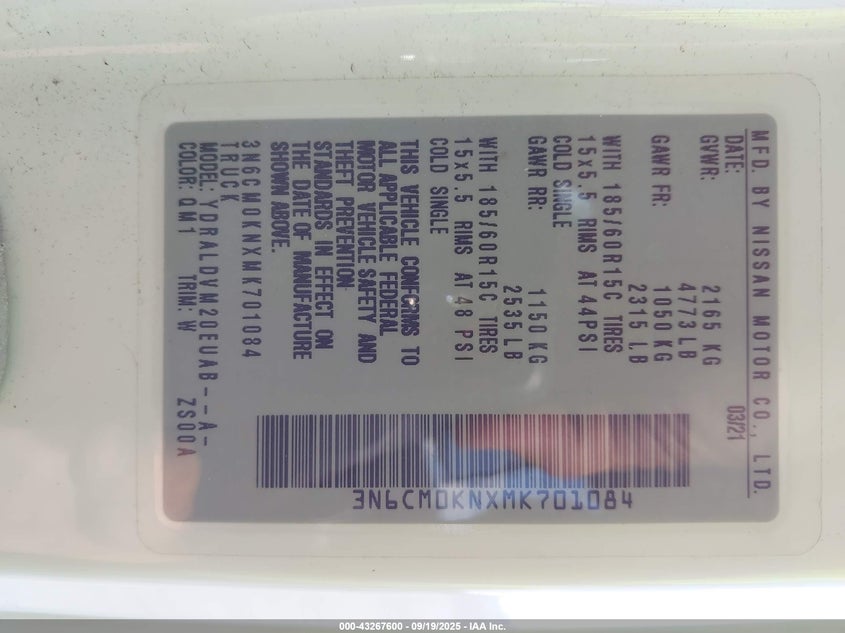 MFD. BY NISSAN MOTOR CO., LTD.
DATE: 03/21
GVWR: 2165 KG
4773 LB
GAWR FR: 1050 KG
2315 LB
WITH 185/60R15C TIRES
15x5.5 RIMS AT 44PSI
COLD SINGLE
GAWR RR: 1150 KG
2535 LB
WITH 185/60R15C TIRES
15x5.5 RIMS AT 48 PSI
COLD SINGLE
THIS VEHICLE CONFORMS TO
ALL APPLICABLE FEDERAL
MOTOR VEHICLE SAFETY AND
THEFT PREVENTION
STANDARDS IN EFFECT ON
THE DATE OF MANUFACTURE
SHOWN ABOVE.
3N6CM0KNXMK701084
TRUCK
MODEL: YDRALDVM20EUAB--A-
COLOR: QM1 TRIM: W ZS00A
3N6CM0KNXMK701084
000-43267600 - 09/19/2025 - IAA Inc.